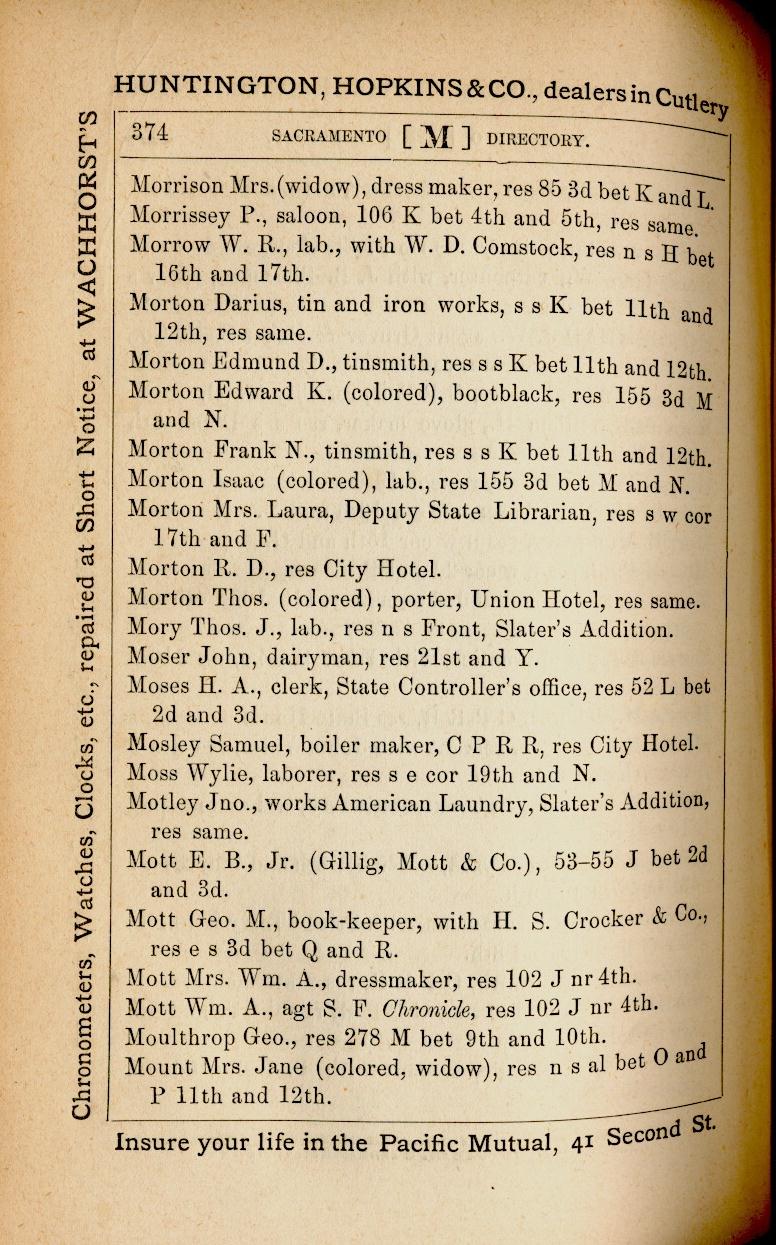 HUNTINGTON, HOPKINS & CO., dealers in Cutlery
374 SACRAMENTO [ M ] DIRECTORY.
Morrison Mrs. (widow), dress maker, res 85 3d bet K and L.
Morrissey P., saloon, 106 K bet 4th and 5th, res same.
Morrow W. R., lab., with W. D. Comstock, res n s H bet
16th and 17th.
Morton Darius, tin and iron works, s s K bet 11th and
12th, res same.
Morton Edmund D., tinsmith, res s s K bet 11th and 12th.
Morton Edward K. (colored), bootblack, res 155 3d M
and N.
Morton Frank N., tinsmith, res s s K bet 11th and 12th.
Morton Isaac (colored), lab., res 155 3d bet M and N.
Morton Mrs. Laura, Deputy State Librarian, res s w cor
17th and F.
Morton R. D., res City Hotel.
Morton Thos. (colored), porter, Union Hotel, res same.
Mory Thos. J., lab., res n s Front, Slater's Addition.
Moser John, dairyman, res 21st and Y.
Moses H. A., clerk, State Controller's office, res 52 L bet
2d and 3d.
Mosley Samuel, boiler maker, C P R R, res City Hotel.
Moss Wylie, laborer, res s e cor 19th and N.
Motley Jno., works American Laundry, Slater's Addition,
res same.
Mott E. B., Jr. (Gillig, Mott & Co.), 53–55 J bet 2d
and 3d.
Mott Geo. M., book-keeper, with H. S. Crocker & Co.,
res e s 3d bet Q and R.
Mott Mrs. Wm. A., dressmaker, res 102 J nr 4th.
Mott Wm. A., agt S. F. Chronicle, res 102 J nr 4th.
Moulthrop Geo., res 278 M bet 9th and 10th.
Mount Mrs. Jane (colored, widow), res n s al bet O and
P 11th and 12th.
Insure your life in the Pacific Mutual, 41 Second St.
Chronometers, Watches, Clocks, etc., repaired at Short Notice, at WACHHORST'S